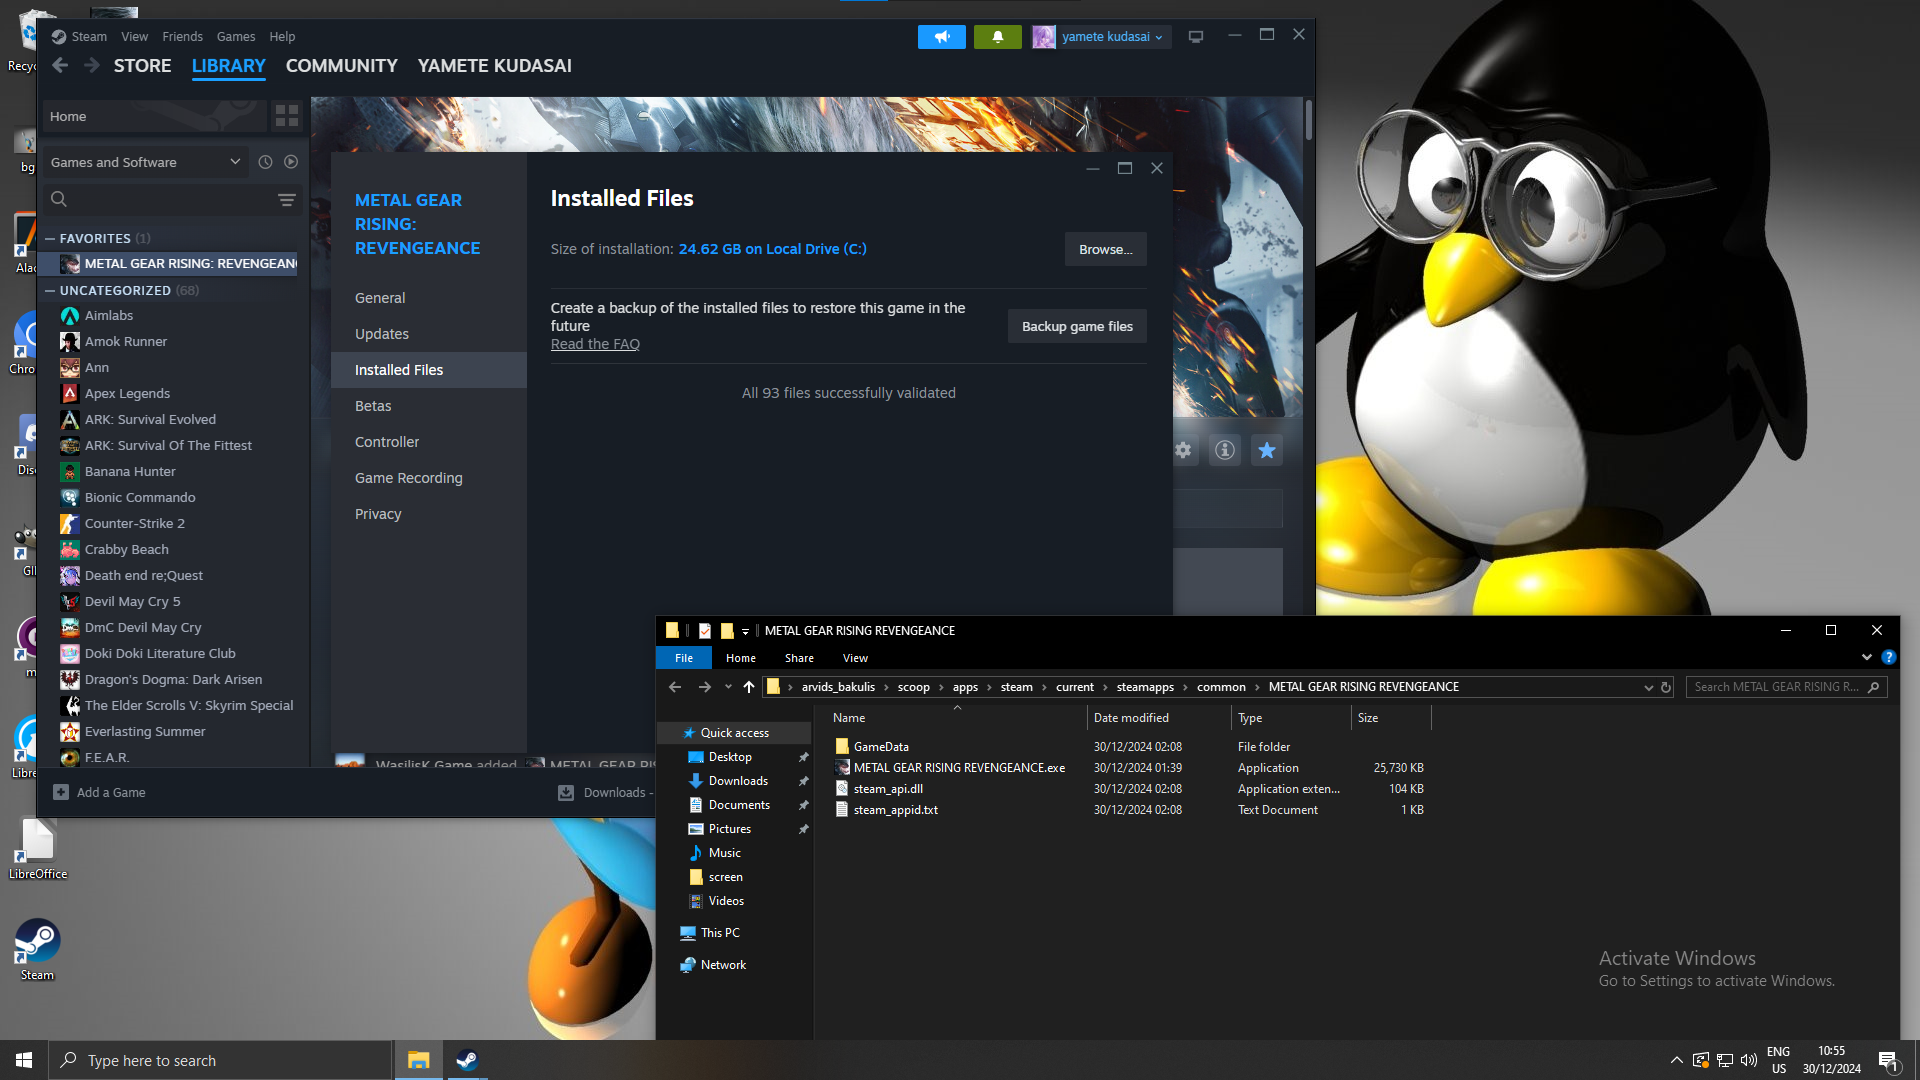 Recyc
Steam View Friends Games Help
yamete kudasai
STORE LIBRARY COMMUNITY YAMETE KUDASAI
Home
bg
Games and Software
FAVORITES (1)
METAL GEAR RISING: REVENGEAN
UNCATEGORIZED (68)
Aimlabs
Amok Runner
Ann
Apex Legends
ARK: Survival Evolved
ARK: Survival Of The Fittest
Banana Hunter
Bionic Commando
Counter-Strike 2
Crabby Beach
Death end re;Quest
Devil May Cry 5
DmC Devil May Cry
Doki Doki Literature Club
Dragon's Dogma: Dark Arisen
The Elder Scrolls V: Skyrim Special
Everlasting Summer
F.E.A.R.
Add a Game
Downloads -
Alac
Chro
Disc
GI
m
Libre
LibreOffice
Steam
METAL GEAR
RISING:
REVENGEANCE
General
Updates
Installed Files
Betas
Controller
Game Recording
Privacy
Installed Files
Size of installation: 24.62 GB on Local Drive (C:)
Browse...
Create a backup of the installed files to restore this game in the
future
Read the FAQ
Backup game files
All 93 files successfully validated
WasilisK Game added METAL GEAR RIS
METAL GEAR RISING REVENGEANCE
File Home Share View
arvids_bakulis scoop apps steam current steamapps common METAL GEAR RISING REVENGEANCE
Search METAL GEAR RISING R...
Quick access
Desktop
Downloads
Documents
Pictures
Music
screen
Videos
This PC
Network
Name Date modified Type Size
GameData 30/12/2024 02:08 File folder
METAL GEAR RISING REVENGEANCE.exe 30/12/2024 01:39 Application 25,730 KB
steam_api.dll 30/12/2024 02:08 Application exten... 104 KB
steam_appid.txt 30/12/2024 02:08 Text Document 1 KB
Activate Windows
Go to Settings to activate Windows.
Type here to search
ENG
US
10:55
30/12/2024
1